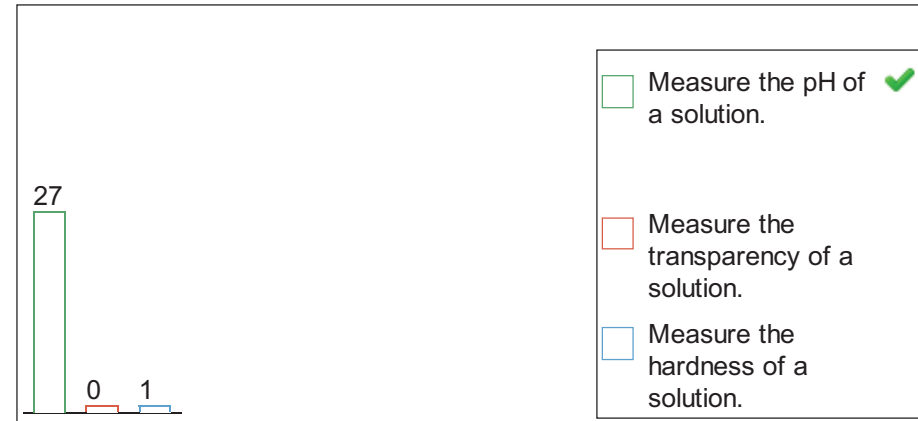 27
0
1
Measure the pH of
a solution.
Measure the
transparency of a
solution.
Measure the
hardness of a
solution.